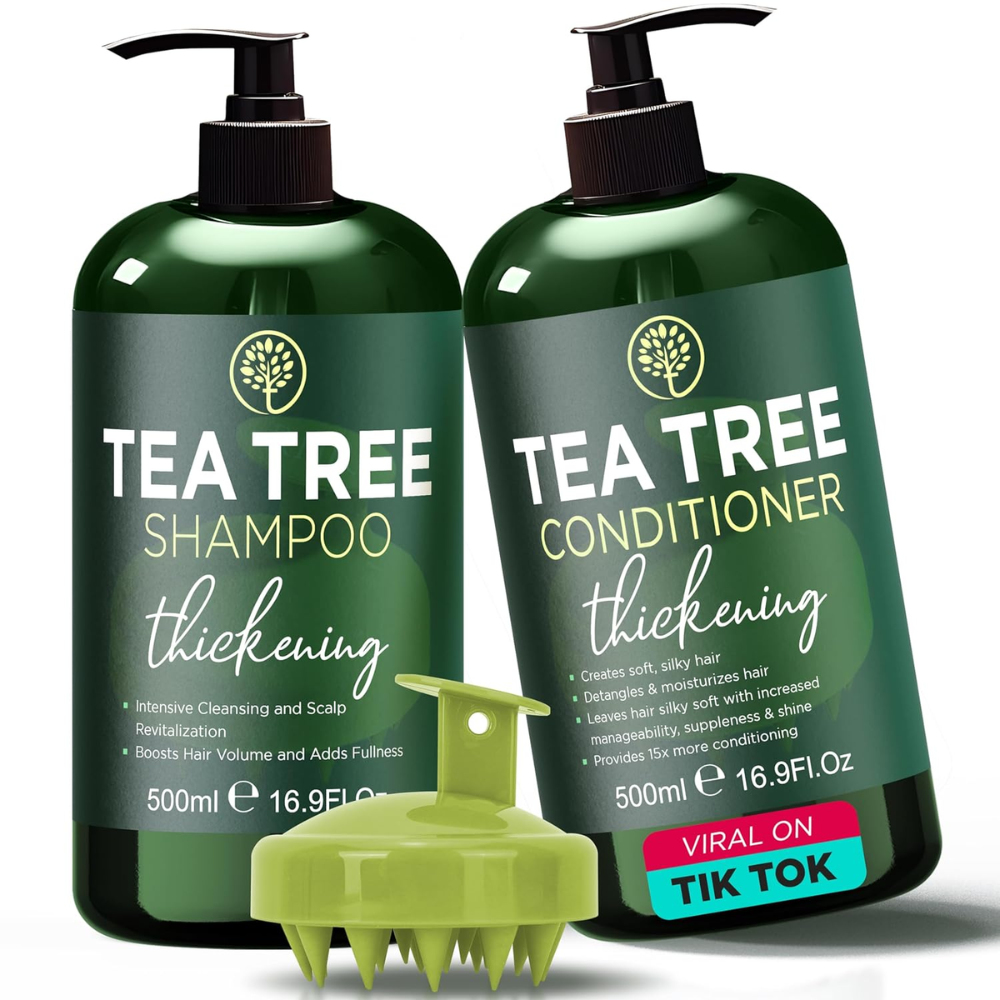 TEA TREE
SHAMPOO
thickening
Intensive Cleansing and Scalp
Revitalization
Boosts Hair Volume and Adds Fullness
500ml ℮ 16.9Fl.Oz
TEA TREE
CONDITIONER
thickening
Creates soft, silky hair
Detangles & moisturizes hair
Leaves hair silky soft with increased
manageability, suppleness & shine
Provides 15x more conditioning
500ml ℮ 16.9Fl.Oz
VIRAL ON
TIK TOK